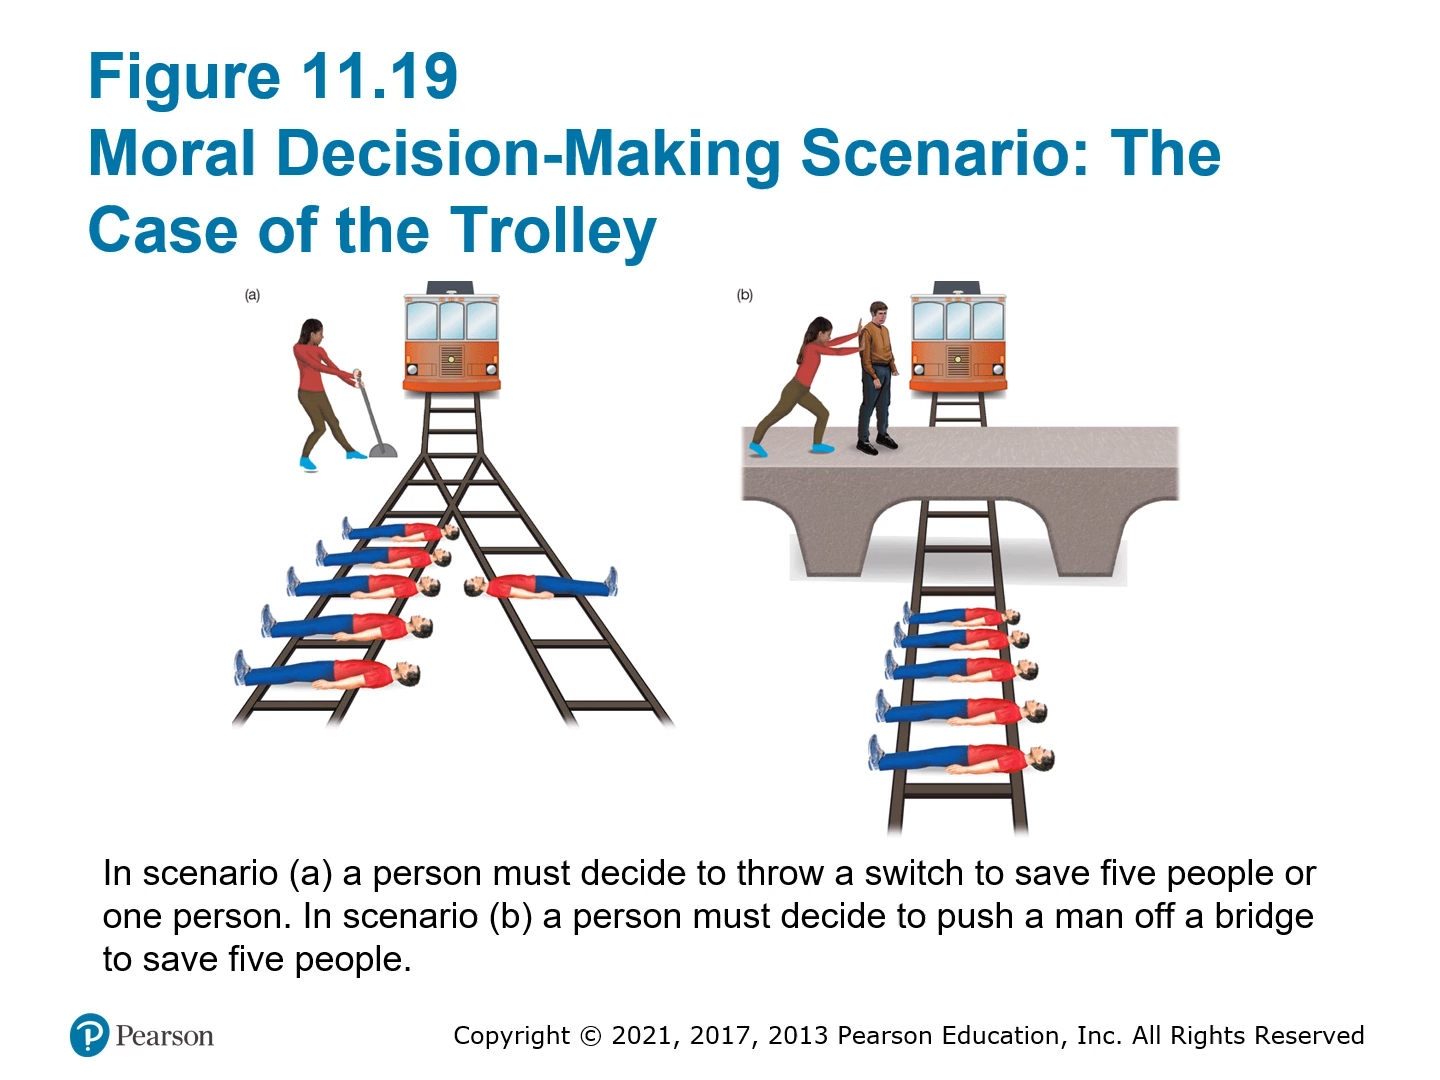 Figure 11.19
Moral Decision-Making Scenario: The
Case of the Trolley
(a)
(b)
In scenario (a) a person must decide to throw a switch to save five people or
one person. In scenario (b) a person must decide to push a man off a bridge
to save five people.
P Pearson
Copyright © 2021, 2017, 2013 Pearson Education, Inc. All Rights Reserved